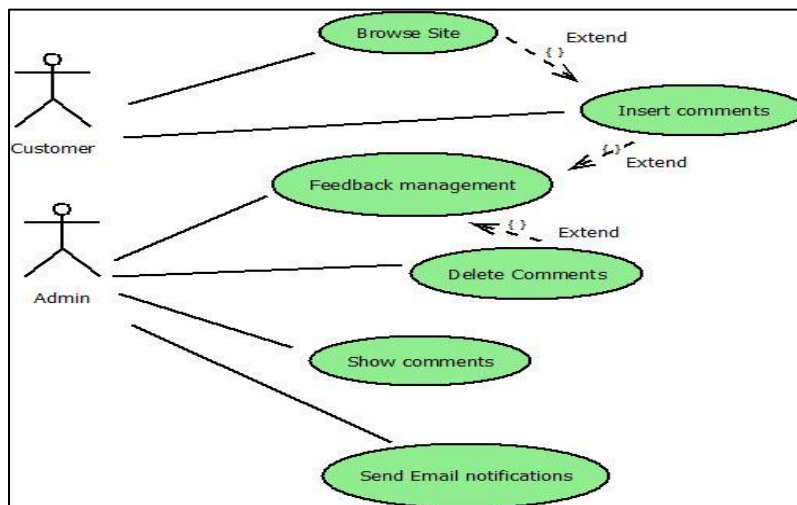 Browse Site
{ }
Extend
Insert comments
Customer
{ }
Extend
Feedback management
{ }
Extend
Admin
Delete Comments
Show comments
Send Email notifications